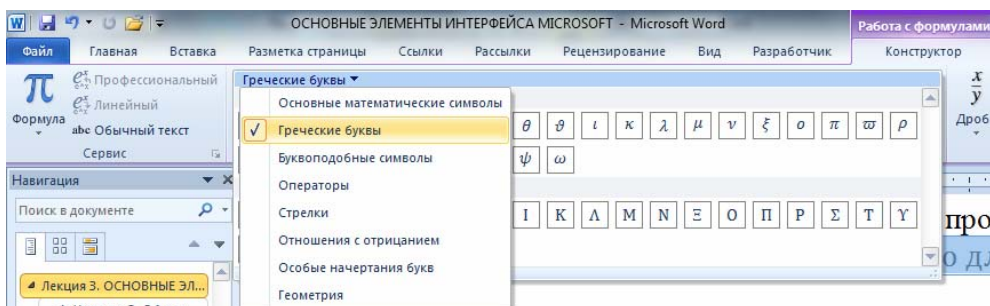 ОСНОВНЫЕ ЭЛЕМЕНТЫ ИНТЕРФЕЙСА MICROSOFT - Microsoft Word
Работа с формулами
Файл Главная Вставка Разметка страницы Ссылки Рассылки Рецензирование Вид Разработчик Конструктор
π Формула
Профессиональный
Линейный
abc Обычный текст
Сервис
Греческие буквы
Основные математические символы
Греческие буквы
Буквоподобные символы
Операторы
Стрелки
Отношения с отрицанием
Особые начертания букв
Геометрия
θ ϑ ι κ λ μ ν ξ ο π ϖ ρ
ψ ω
Ι Κ Λ Μ Ν Ξ Ο Π Ρ Σ Τ Υ
x
y
Навигация
Поиск в документе
Лекция 3. ОСНОВНЫЕ ЭЛ...